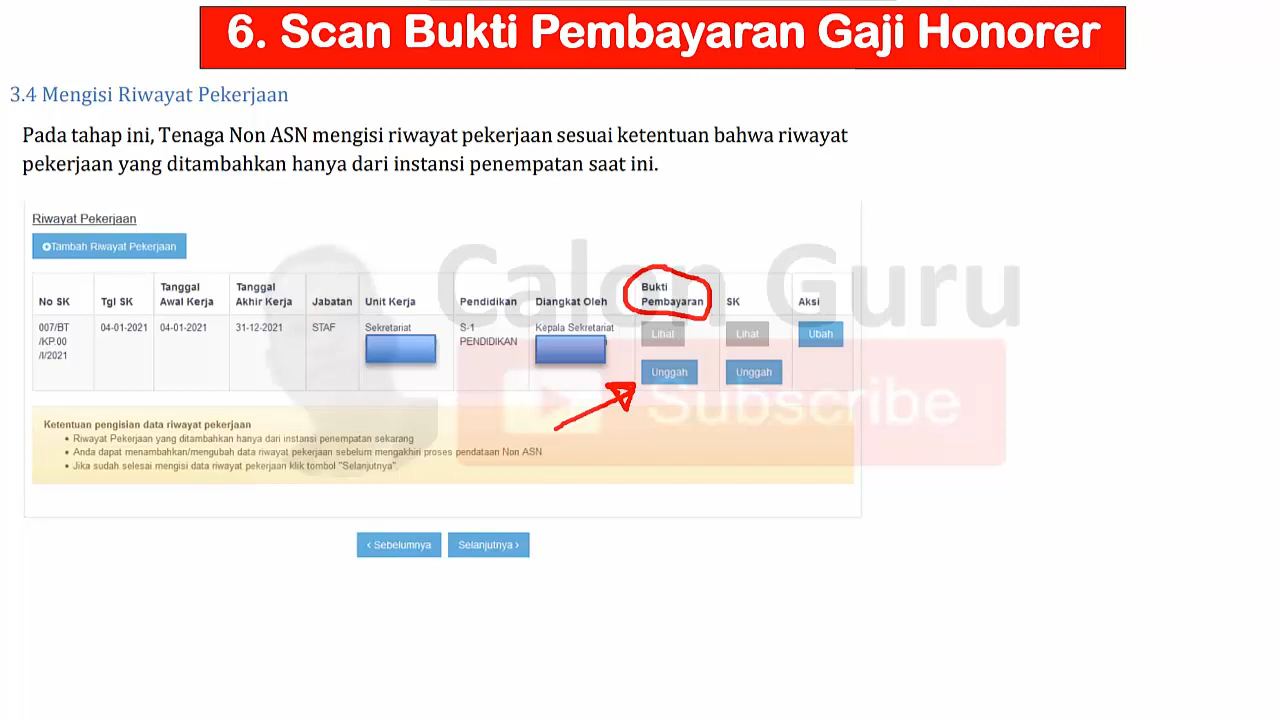 6. Scan Bukti Pembayaran Gaji Honorer
3.4 Mengisi Riwayat Pekerjaan
Pada tahap ini, Tenaga Non ASN mengisi riwayat pekerjaan sesuai ketentuan bahwa riwayat
pekerjaan yang ditambahkan hanya dari instansi penempatan saat ini.
Riwayat Pekerjaan
Tambah Riwayat Pekerjaan
Calon Guru
No SK Tgl SK Tanggal Awal Kerja Tanggal Akhir Kerja Jabatan Unit Kerja Pendidikan Diangkat Oleh Bukti Pembayaran SK Aksi
007/BT /KP.00 /I/2021 04-01-2021 04-01-2021 31-12-2021 STAF Sekretariat S-1 PENDIDIKAN Kepala Sekretariat Lihat Lihat Ubah
Unggah Unggah
Subscribe
Ketentuan pengisian data riwayat pekerjaan
• Riwayat Pekerjaan yang ditambahkan hanya dari instansi penempatan sekarang
• Anda dapat menambahkan/mengubah data riwayat pekerjaan sebelum mengakhiri proses pendataan Non ASN
• Jika sudah selesai mengisi data riwayat pekerjaan klik tombol "Selanjutnya".
< Sebelumnya Selanjutnya >